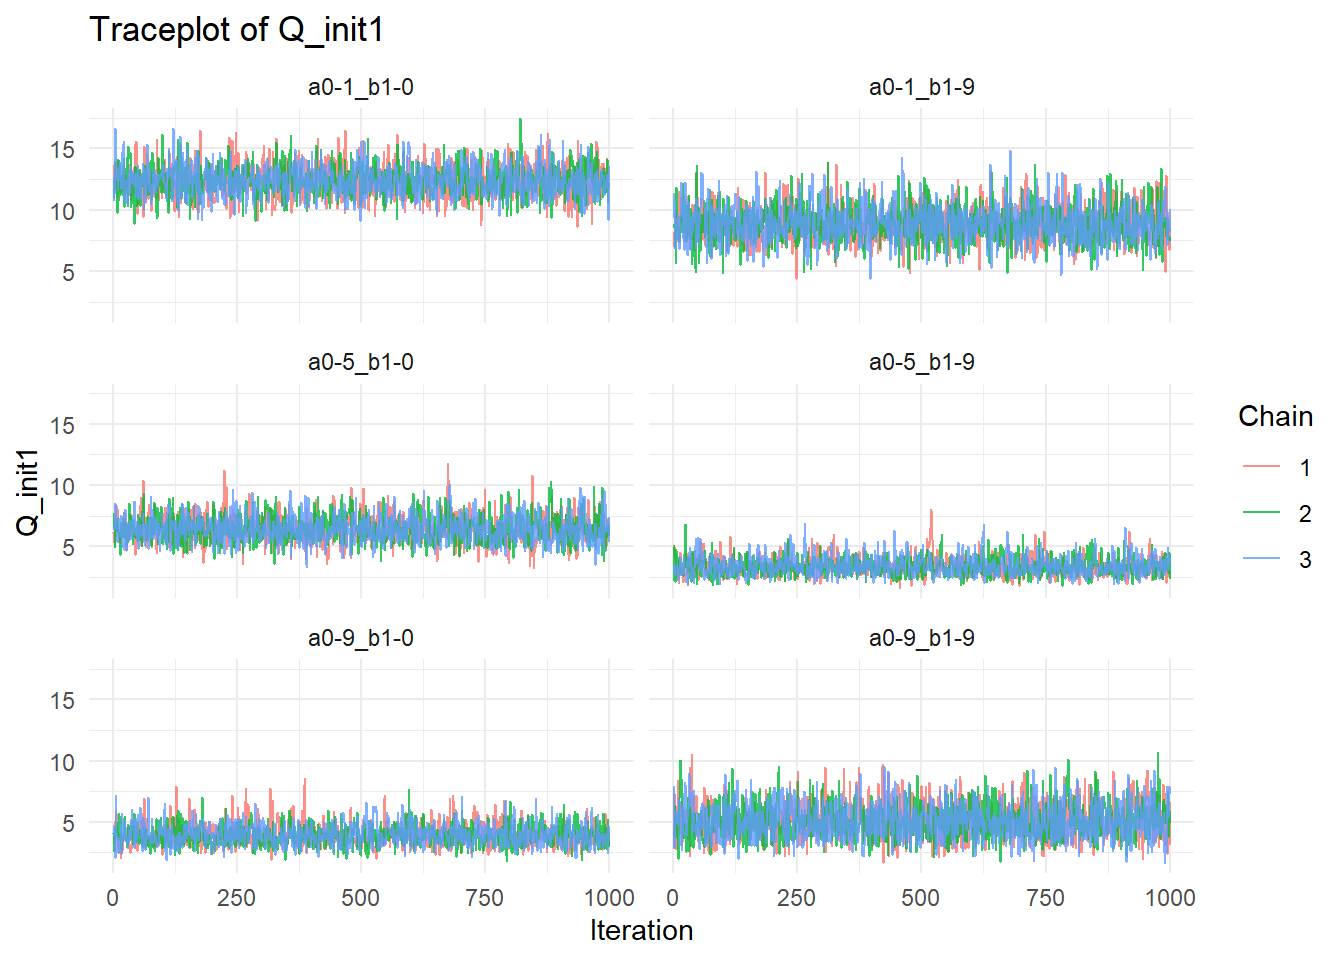 Traceplot of Q_init1
a0-1_b1-0
a0-1_b1-9
15
10
5
a0-5_b1-0
a0-5_b1-9
15
10
5
Q_init1
Chain
1
2
3
a0-9_b1-0
a0-9_b1-9
15
10
5
0 250 500 750 1000
0 250 500 750 1000
Iteration